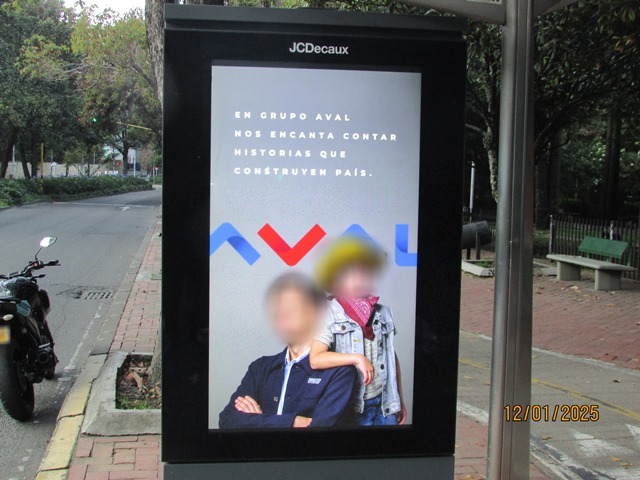 JCDecaux
EN GRUPO AVAL
NOS ENCANTA CONTAR
HISTORIAS QUE
CONSTRUYEN PAÍS.
AVAL
12/01/2025